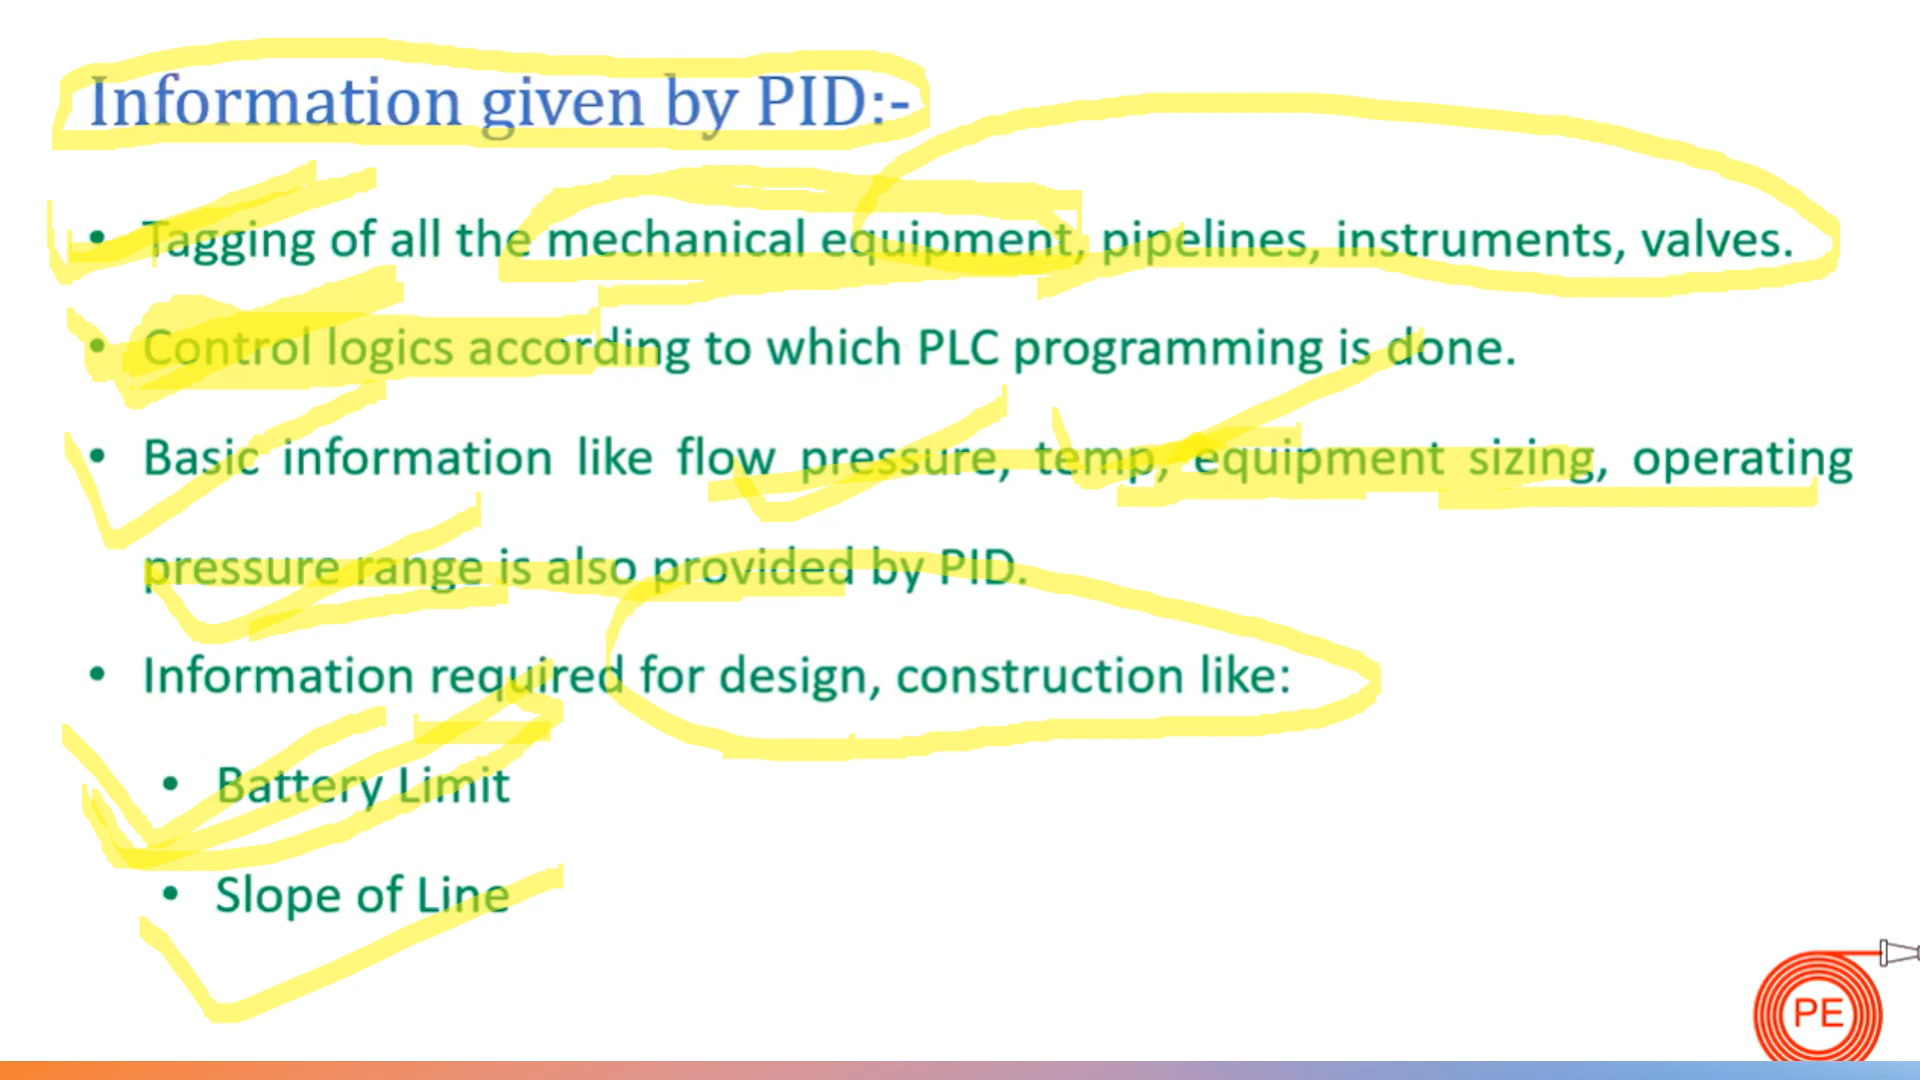 Information given by PID:-
• Tagging of all the mechanical equipment, pipelines, instruments, valves.
• Control logics according to which PLC programming is done.
• Basic information like flow pressure, temp, equipment sizing, operating
pressure range is also provided by PID.
• Information required for design, construction like:
• Battery Limit
• Slope of Line
PE